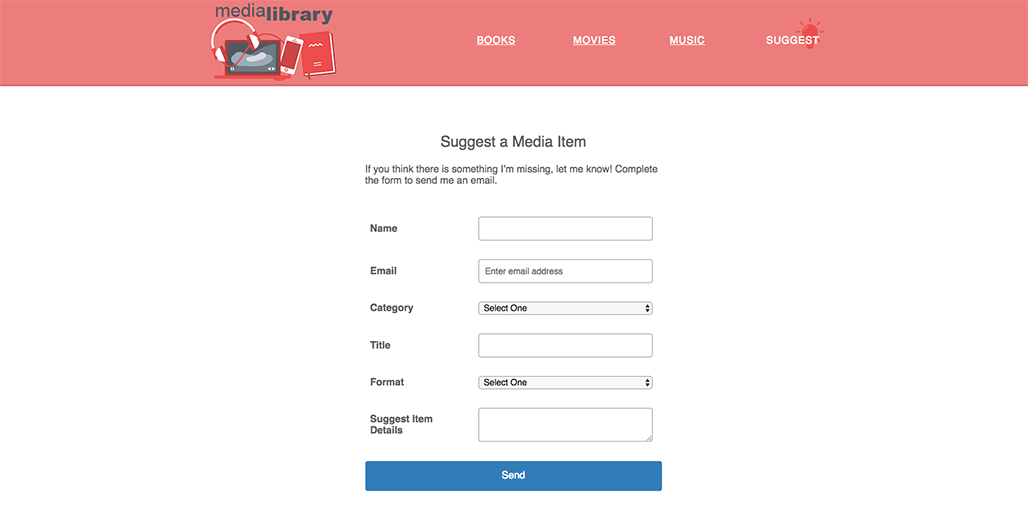 medialibrary
BOOKS MOVIES MUSIC SUGGEST
Suggest a Media Item
If you think there is something I'm missing, let me know! Complete
the form to send me an email.
Name
Email Enter email address
Category Select One
Title
Format Select One
Suggest Item
Details
Send